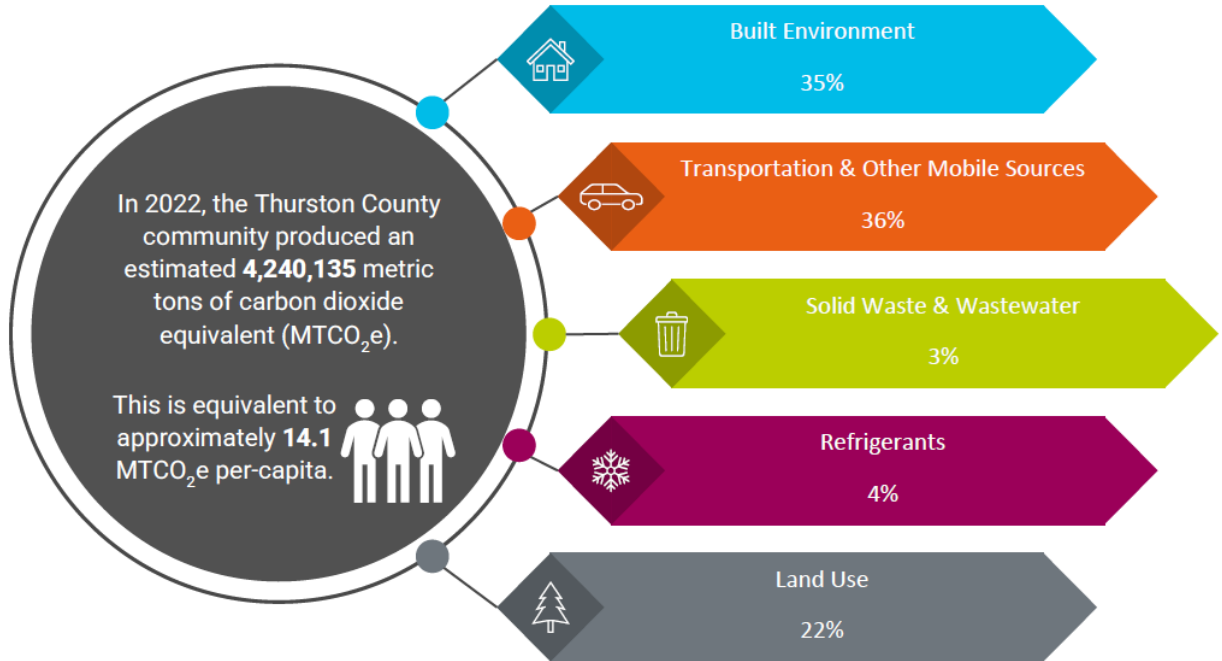 In 2022, the Thurston County
community produced an
estimated 4,240,135 metric
tons of carbon dioxide
equivalent (MTCO₂e).
This is equivalent to
approximately 14.1
MTCO₂e per-capita.
Built Environment
35%
Transportation & Other Mobile Sources
36%
Solid Waste & Wastewater
3%
Refrigerants
4%
Land Use
22%